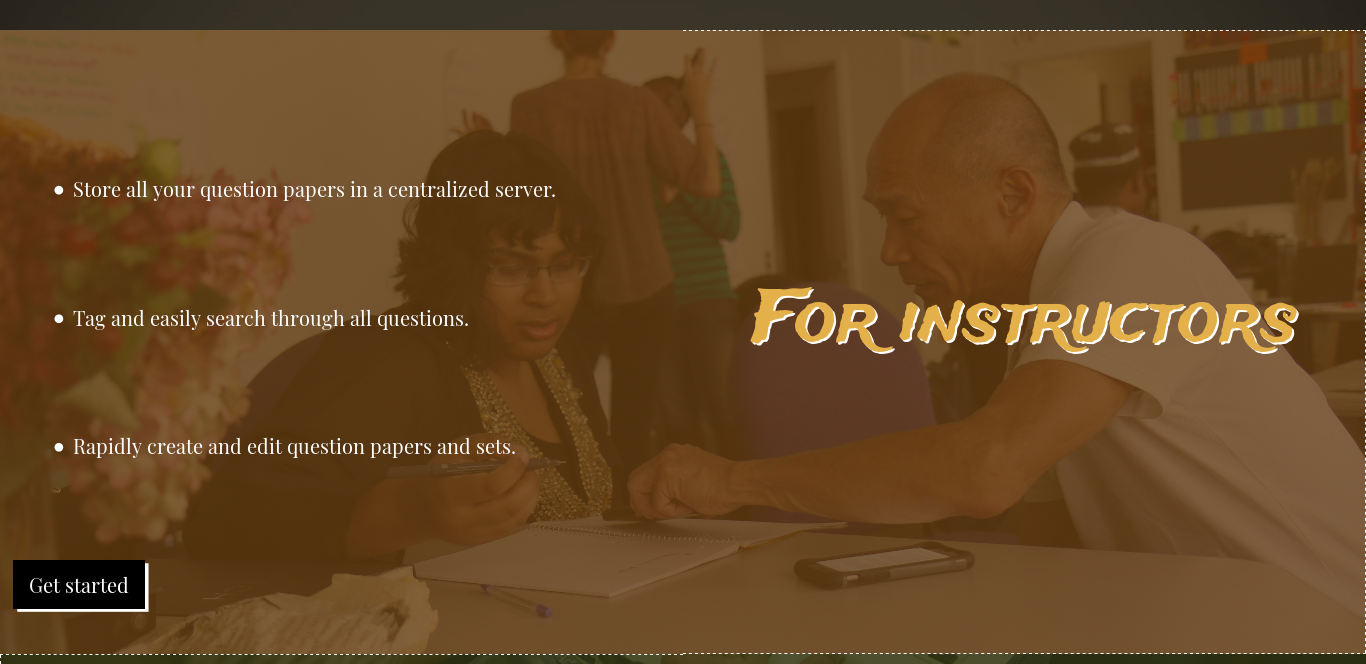 Store all your question papers in a centralized server.
Tag and easily search through all questions.
For instructors
Rapidly create and edit question papers and sets.
Get started